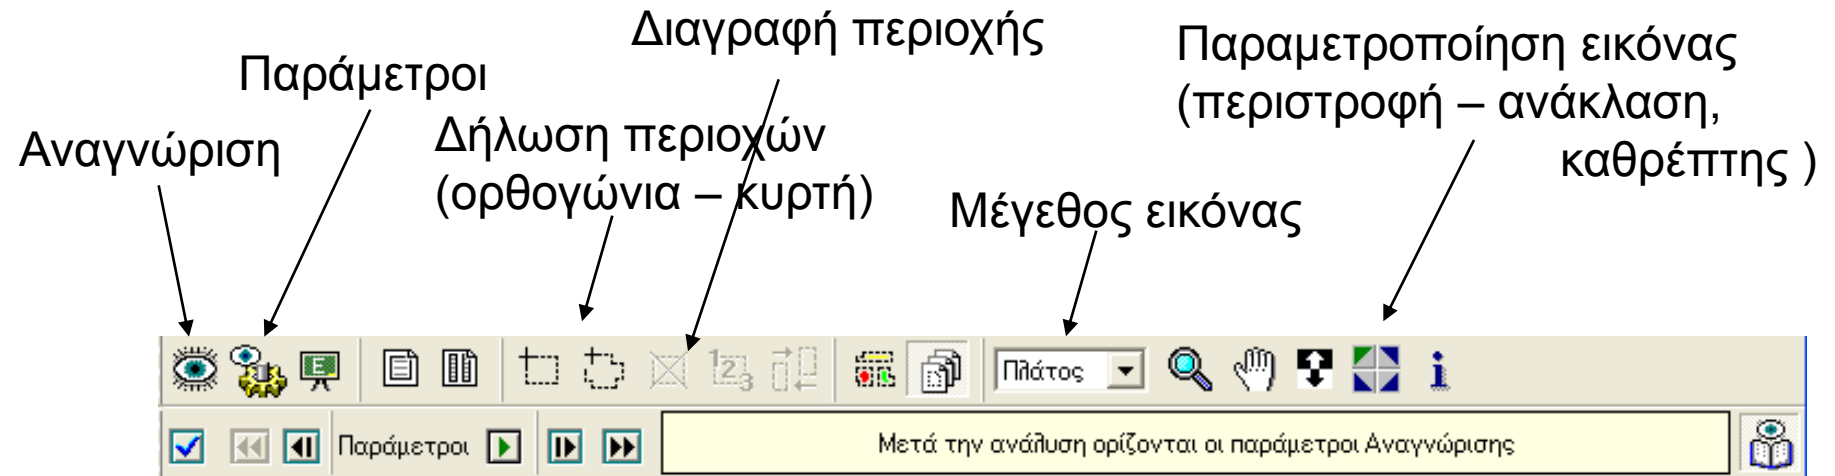 Διαγραφή περιοχής
Παραμετροποίηση εικόνας
(περιστροφή – ανάκλαση,
καθρέπτης )
Παράμετροι
Δήλωση περιοχών
(ορθογώνια – κυρτή)
Αναγνώριση
Μέγεθος εικόνας
E
123
Πλάτος
i
Παράμετροι
Μετά την ανάλυση ορίζονται οι παράμετροι Αναγνώρισης